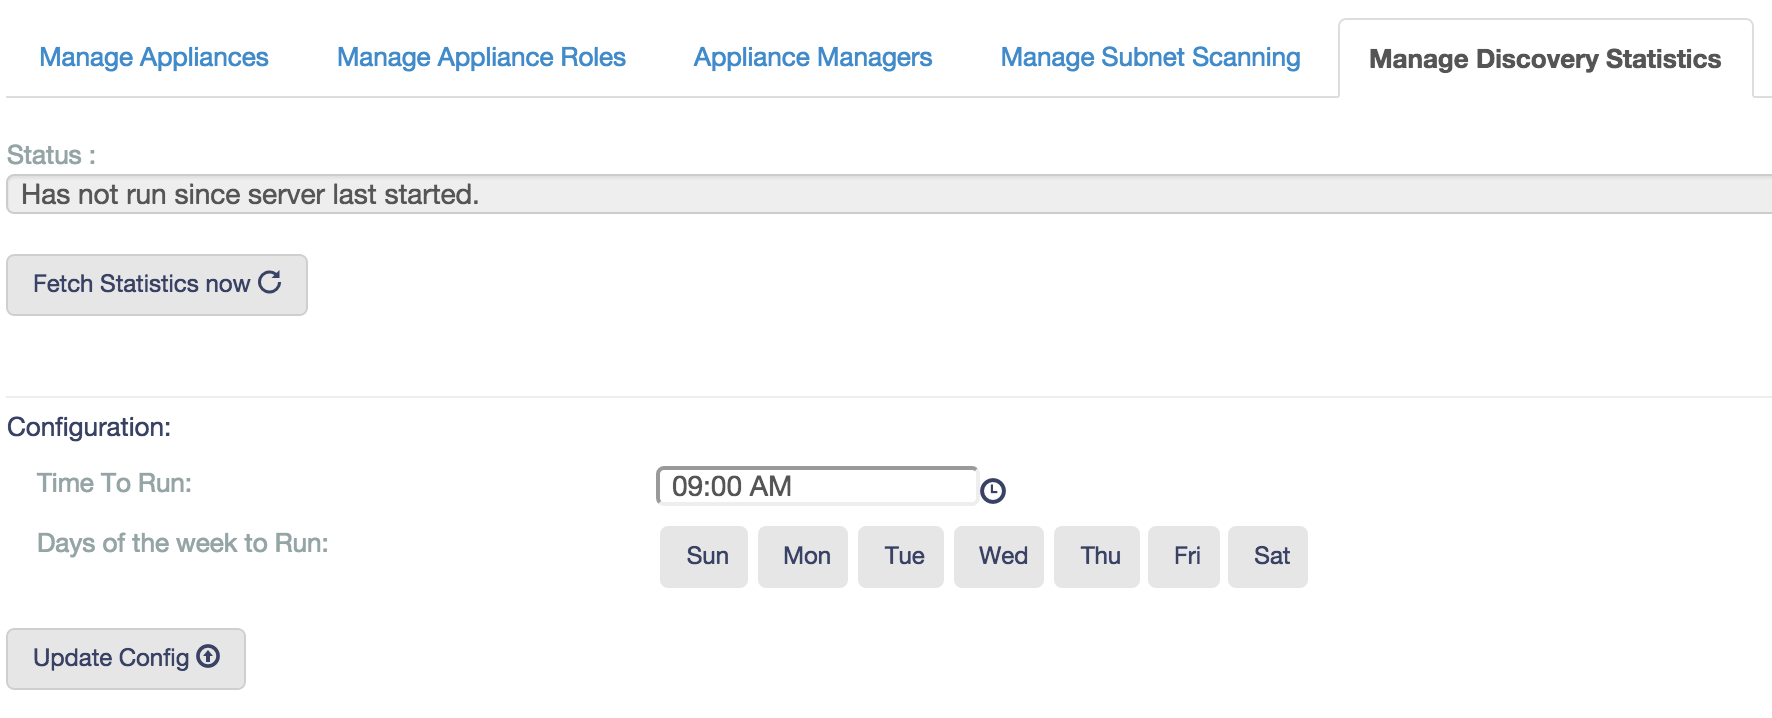 Manage Appliances Manage Appliance Roles Appliance Managers Manage Subnet Scanning Manage Discovery Statistics
Status :
Has not run since server last started.
Fetch Statistics now
Configuration:
Time To Run: 09:00 AM
Days of the week to Run: Sun Mon Tue Wed Thu Fri Sat
Update Config